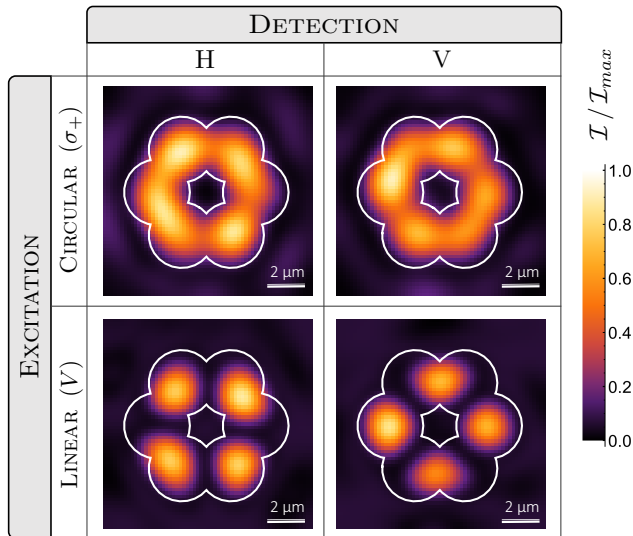 DETECTION
H V
EXCITATION
CIRCULAR (σ₊)
2 μm
2 μm
LINEAR (V)
2 μm
2 μm
I / Imax
1.0
0.8
0.6
0.4
0.2
0.0